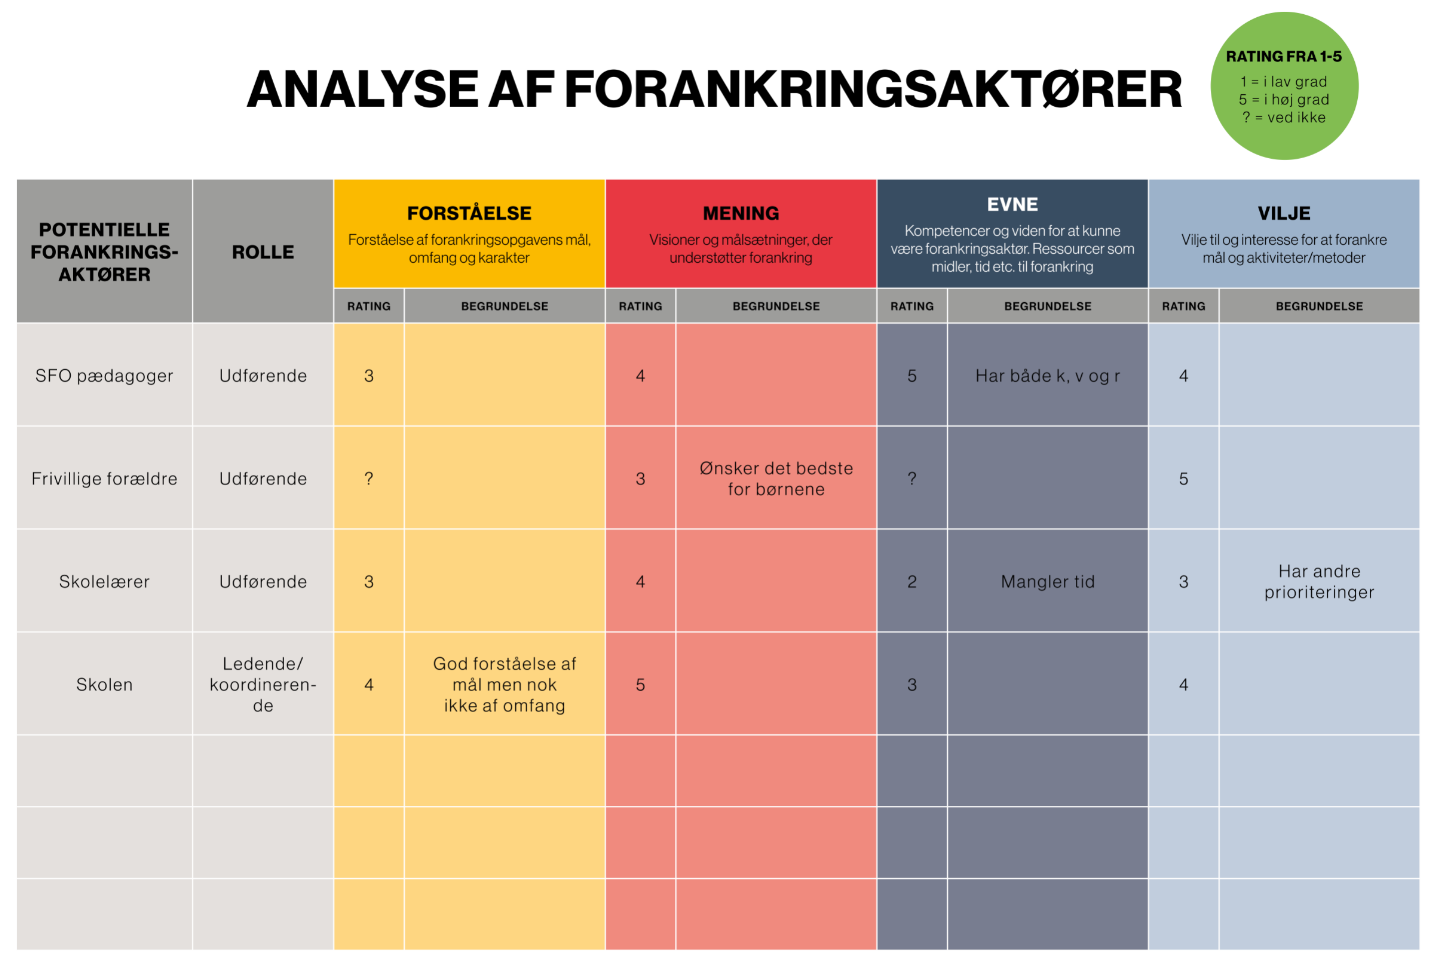 ANALYSE AF FORANKRINGSAKTØRER
RATING FRA 1-5
1 = i lav grad
5 = i høj grad
? = ved ikke
POTENTIELLE
FORANKRINGS-
AKTØRER
ROLLE
FORSTÅELSE
Forståelse af forankringsopgavens mål,
omfang og karakter
MENING
Visioner og målsætninger, der
understøtter forankring
EVNE
Kompetencer og viden for at kunne
være forankringsaktør. Ressourcer som
midler, tid etc. til forankring
VILJE
Vilje til og interesse for at forankre
mål og aktiviteter/metoder
RATING BEGRUNDELSE RATING BEGRUNDELSE RATING BEGRUNDELSE RATING BEGRUNDELSE
SFO pædagoger Udførende 3 4 5 Har både k, v og r 4
Frivillige forældre Udførende ? 3 Ønsker det bedste
for børnene
? 5
Skolelærer Udførende 3 4 2 Mangler tid 3 Har andre
prioriteringer
Skolen
Ledende/
koordineren-
de
4
God forståelse af
mål men nok
ikke af omfang
5 3 4